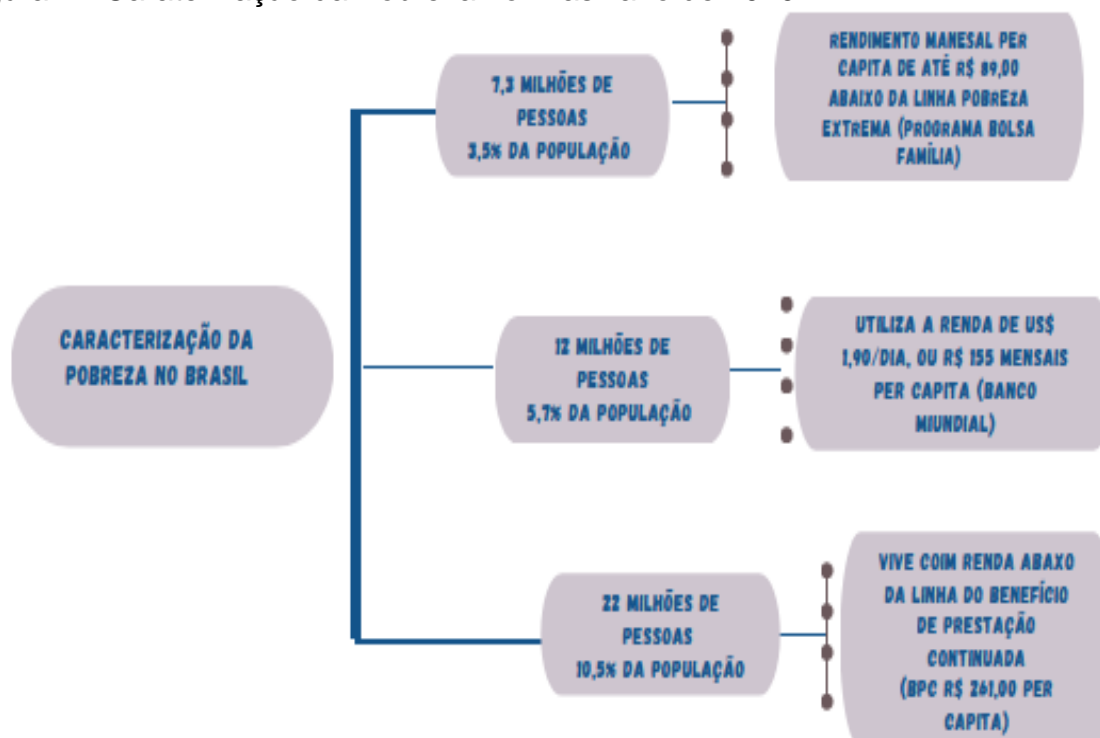 7,3 MILHÕES DE
PESSOAS
3,5% DA POPULAÇÃO
RENDIMENTO MANESAL PER
CAPITA DE ATÉ R$ 89,00
ABAIXO DA LINHA POBREZA
EXTREMA (PROGRAMA BOLSA
FAMÍLIA)
CARACTERIZAÇÃO DA
POBREZA NO BRASIL
12 MILHÕES DE
PESSOAS
5,7% DA POPULAÇÃO
UTILIZA A RENDA DE US$
1,90/DIA, OU R$ 155 MENSAIS
PER CAPITA (BANCO
MIUNDIAL)
22 MILHÕES DE
PESSOAS
10,5% DA POPULAÇÃO
VIVE COIM RENDA ABAXO
DA LINHA DO BENEFÍCIO
DE PRESTAÇÃO
CONTINUADA
(BPC R$ 261,00 PER
CAPITA)